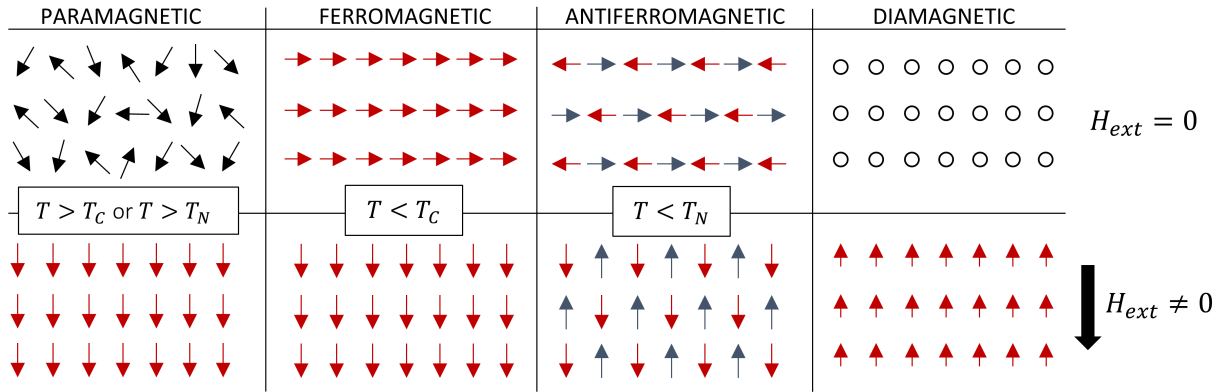 PARAMAGNETIC
FERROMAGNETIC
ANTIFERROMAGNETIC
DIAMAGNETIC
H_ext = 0
T > T_C or T > T_N
T < T_C
T < T_N
H_ext ≠ 0